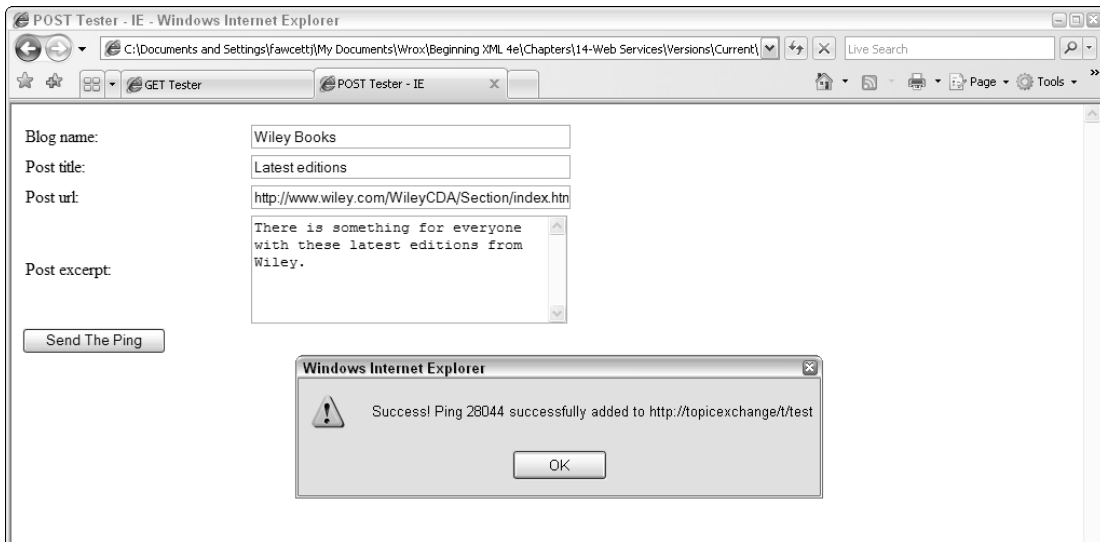 POST Tester - IE - Windows Internet Explorer
C:\Documents and Settings\fawcettj\My Documents\Wrox\Beginning XML 4e\Chapters\14-Web Services\Versions\Current\
Live Search
GET Tester
POST Tester - IE
Page
Tools
Blog name:
Wiley Books
Post title:
Latest editions
Post url:
http://www.wiley.com/WileyCDA/Section/index.htn
Post excerpt:
There is something for everyone
with these latest editions from
Wiley.
Send The Ping
Windows Internet Explorer
Success! Ping 28044 successfully added to http://topicexchange/t/test
OK